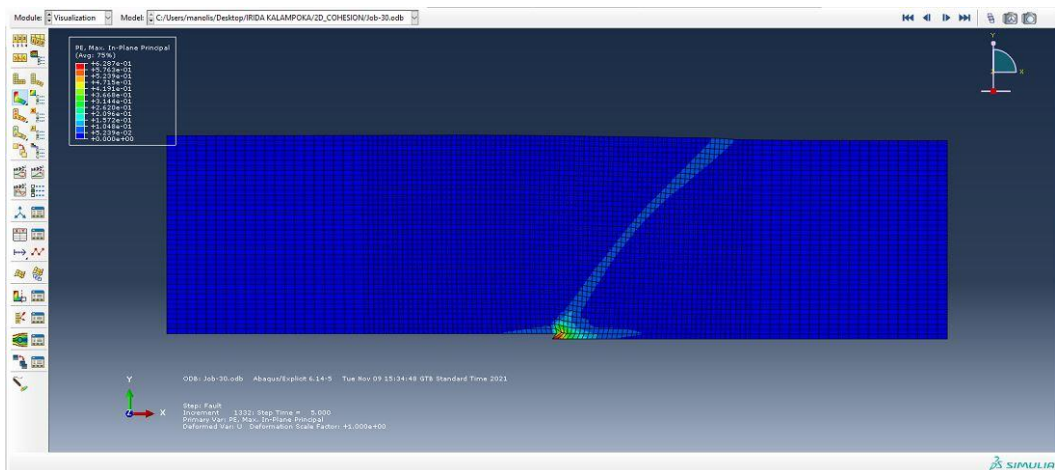 Module: Visualization Model: C:/Users/manolis/Desktop/IRIDA KALAMPOKA/2D_COHESION/Job-30.odb
PE, Max. In-Plane Principal
(Avg: 75%)
+6.287e-01
+5.763e-01
+5.239e-01
+4.715e-01
+4.191e-01
+3.668e-01
+3.144e-01
+2.620e-01
+2.096e-01
+1.572e-01
+1.048e-01
+5.239e-02
+0.000e+00
Y
X
Y
Z X
ODB: Job-30.odb Abaqus/Explicit 6.14-5 Tue Nov 09 15:34:48 GTB Standard Time 2021
Step: Fault
Increment 1332: Step Time = 5.000
Primary Var: PE, Max. In-Plane Principal
Deformed Var: U Deformation Scale Factor: +1.000e+00
SIMULIA